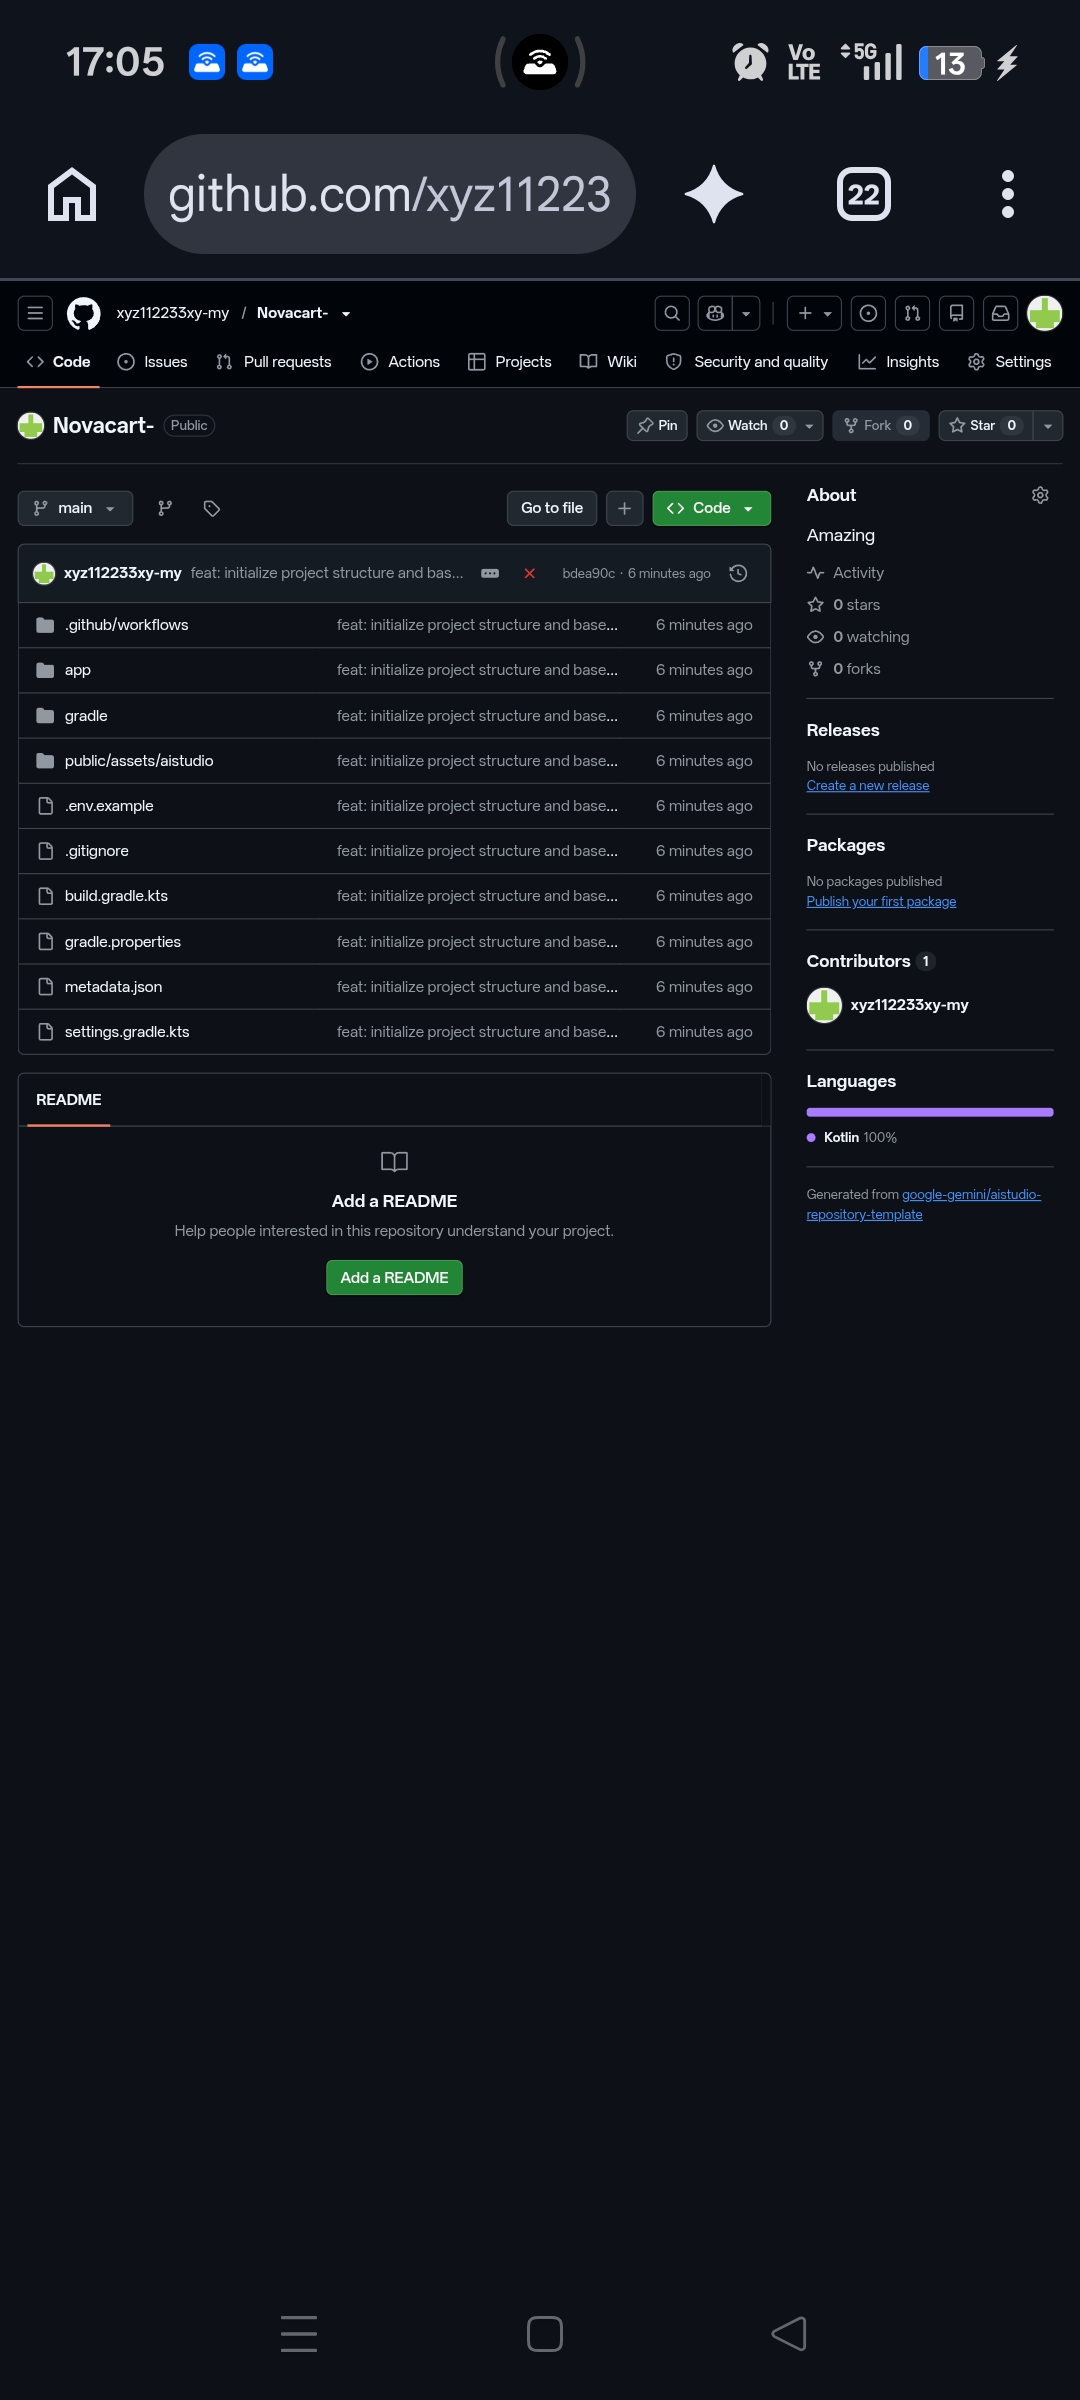 17:05
Vo LTE 5G 13
github.com/xyz11223
22
xyz112233xy-my / Novacart-
Code Issues Pull requests Actions Projects Wiki Security and quality Insights Settings
Novacart- Public
Pin Watch 0 Fork 0 Star 0
main Go to file Code
xyz112233xy-my feat: initialize project structure and bas... bdea90c · 6 minutes ago
.github/workflows feat: initialize project structure and base... 6 minutes ago
app feat: initialize project structure and base... 6 minutes ago
gradle feat: initialize project structure and base... 6 minutes ago
public/assets/aistudio feat: initialize project structure and base... 6 minutes ago
.env.example feat: initialize project structure and base... 6 minutes ago
.gitignore feat: initialize project structure and base... 6 minutes ago
build.gradle.kts feat: initialize project structure and base... 6 minutes ago
gradle.properties feat: initialize project structure and base... 6 minutes ago
metadata.json feat: initialize project structure and base... 6 minutes ago
settings.gradle.kts feat: initialize project structure and base... 6 minutes ago
README
Add a README
Help people interested in this repository understand your project.
Add a README
About
Amazing
Activity
0 stars
0 watching
0 forks
Releases
No releases published
Create a new release
Packages
No packages published
Publish your first package
Contributors 1
xyz112233xy-my
Languages
Kotlin 100%
Generated from google-gemini/aistudio-
repository-template